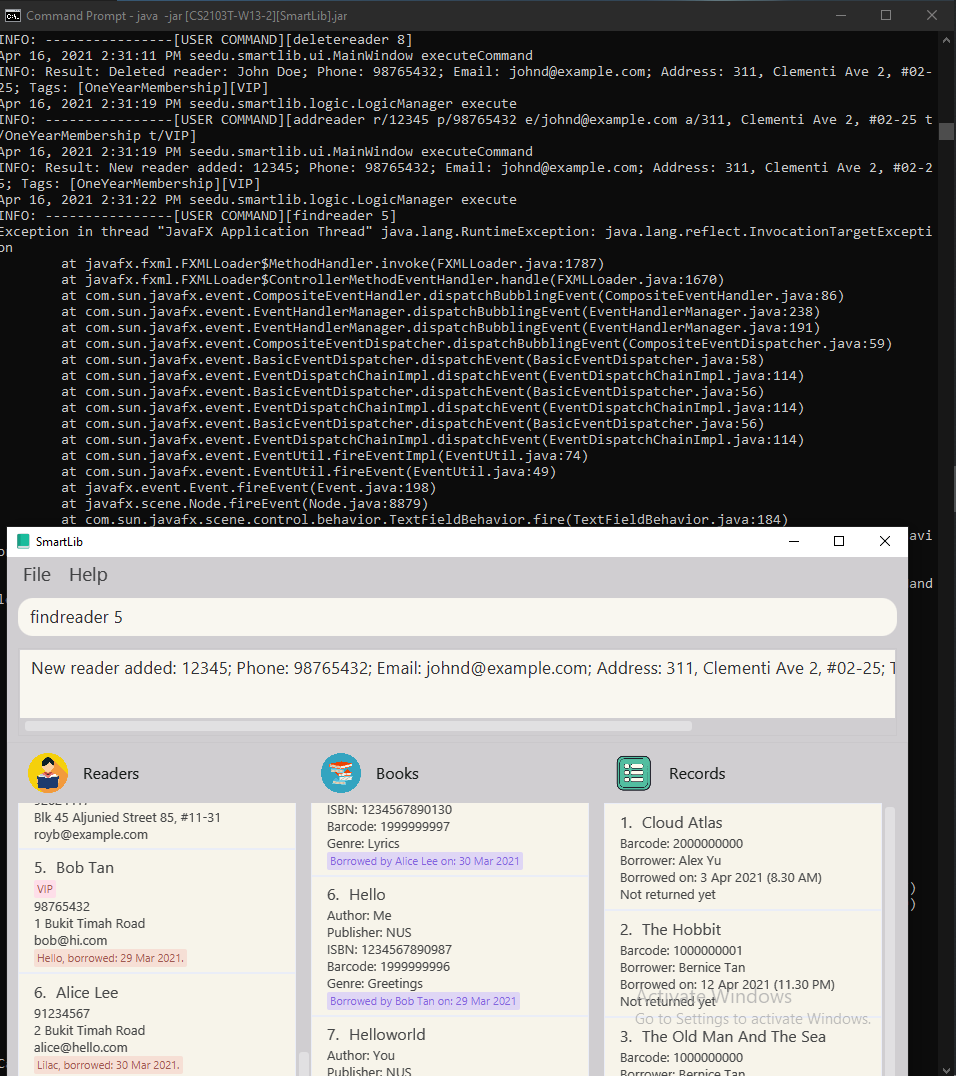 Command Prompt - java  -jar [CS2103T-W13-2][SmartLib].jar
INFO: ----------------[USER COMMAND][deletereader 8]
Apr 16, 2021 2:31:11 PM seedu.smartlib.ui.MainWindow executeCommand
INFO: Result: Deleted reader: John Doe; Phone: 98765432; Email: johnd@example.com; Address: 311, Clementi Ave 2, #02-
25; Tags: [OneYearMembership][VIP]
Apr 16, 2021 2:31:19 PM seedu.smartlib.logic.LogicManager execute
INFO: ----------------[USER COMMAND][addreader r/12345 p/98765432 e/johnd@example.com a/311, Clementi Ave 2, #02-25 t
/OneYearMembership t/VIP]
Apr 16, 2021 2:31:19 PM seedu.smartlib.ui.MainWindow executeCommand
INFO: Result: New reader added: 12345; Phone: 98765432; Email: johnd@example.com; Address: 311, Clementi Ave 2, #02-2
5; Tags: [OneYearMembership][VIP]
Apr 16, 2021 2:31:22 PM seedu.smartlib.logic.LogicManager execute
INFO: ----------------[USER COMMAND][findreader 5]
Exception in thread "JavaFX Application Thread" java.lang.RuntimeException: java.lang.reflect.InvocationTargetExcepti
on
at javafx.fxml.FXMLLoader$MethodHandler.invoke(FXMLLoader.java:1787)
at javafx.fxml.FXMLLoader$ControllerMethodEventHandler.handle(FXMLLoader.java:1670)
at com.sun.javafx.event.CompositeEventHandler.dispatchBubblingEvent(CompositeEventHandler.java:86)
at com.sun.javafx.event.EventHandlerManager.dispatchBubblingEvent(EventHandlerManager.java:238)
at com.sun.javafx.event.EventHandlerManager.dispatchBubblingEvent(EventHandlerManager.java:191)
at com.sun.javafx.event.CompositeEventDispatcher.dispatchBubblingEvent(CompositeEventDispatcher.java:59)
at com.sun.javafx.event.BasicEventDispatcher.dispatchEvent(BasicEventDispatcher.java:58)
at com.sun.javafx.event.EventDispatchChainImpl.dispatchEvent(EventDispatchChainImpl.java:114)
at com.sun.javafx.event.BasicEventDispatcher.dispatchEvent(BasicEventDispatcher.java:56)
at com.sun.javafx.event.EventDispatchChainImpl.dispatchEvent(EventDispatchChainImpl.java:114)
at com.sun.javafx.event.BasicEventDispatcher.dispatchEvent(BasicEventDispatcher.java:56)
at com.sun.javafx.event.EventDispatchChainImpl.dispatchEvent(EventDispatchChainImpl.java:114)
at com.sun.javafx.event.EventUtil.fireEventImpl(EventUtil.java:74)
at com.sun.javafx.event.EventUtil.fireEvent(EventUtil.java:49)
at javafx.event.Event.fireEvent(Event.java:198)
at javafx.scene.Node.fireEvent(Node.java:8879)
at com.sun.javafx.scene.control.behavior.TextFieldBehavior.fire(TextFieldBehavior.java:184)
avi
and
)
)
SmartLib
File Help
findreader 5
New reader added: 12345; Phone: 98765432; Email: johnd@example.com; Address: 311, Clementi Ave 2, #02-25; T
Readers
Blk 45 Aljunied Street 85, #11-31
royb@example.com
5. Bob Tan
VIP
98765432
1 Bukit Timah Road
bob@hi.com
Hello, borrowed: 29 Mar 2021.
6. Alice Lee
91234567
2 Bukit Timah Road
alice@hello.com
Lilac, borrowed: 30 Mar 2021.
Books
ISBN: 1234567890130
Barcode: 1999999997
Genre: Lyrics
Borrowed by Alice Lee on: 30 Mar 2021
6. Hello
Author: Me
Publisher: NUS
ISBN: 1234567890987
Barcode: 1999999996
Genre: Greetings
Borrowed by Bob Tan on: 29 Mar 2021
7. Helloworld
Author: You
Publisher: NUS
Records
1. Cloud Atlas
Barcode: 2000000000
Borrower: Alex Yu
Borrowed on: 3 Apr 2021 (8.30 AM)
Not returned yet
2. The Hobbit
Barcode: 1000000001
Borrower: Bernice Tan
Borrowed on: 12 Apr 2021 (11.30 PM)
Not returned yet
3. The Old Man And The Sea
Barcode: 1000000000
Borrower: Bernice Tan
Activate Windows
Go to Settings to activate Windows.